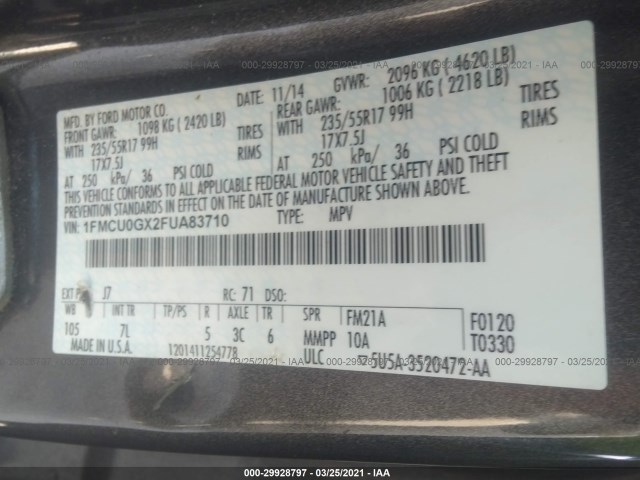 000-29928797 - 03/25/2021 - IAA
MFD. BY FORD MOTOR CO.
DATE: 11/14 GVWR: 2096 KG ( 4620 LB)
FRONT GAWR: 1098 KG ( 2420 LB) REAR GAWR: 1006 KG ( 2218 LB)
WITH 235/55R17 99H TIRES WITH 235/55R17 99H TIRES
17X7.5J RIMS 17X7.5J RIMS
AT 250 kPa/ 36 PSI COLD AT 250 kPa/ 36 PSI COLD
THIS VEHICLE CONFORMS TO ALL APPLICABLE FEDERAL MOTOR VEHICLE SAFETY AND THEFT
PREVENTION STANDARDS IN EFFECT ON THE DATE OF MANUFACTURE SHOWN ABOVE.
VIN: 1FMCU0GX2FUA83710 TYPE: MPV
EXT J7 RC: 71 DSO:
WB INT TR TP/PS R AXLE TR SPR FM21A F0120
105 7L 5 3C 6 MMPP 10A T0330
MADE IN U.S.A. 1201411254778 ULC 5U5A-3520472-AA
000-29928797 - 03/25/2021 - IAA
000-29928797 - 03/25/2021 - IAA